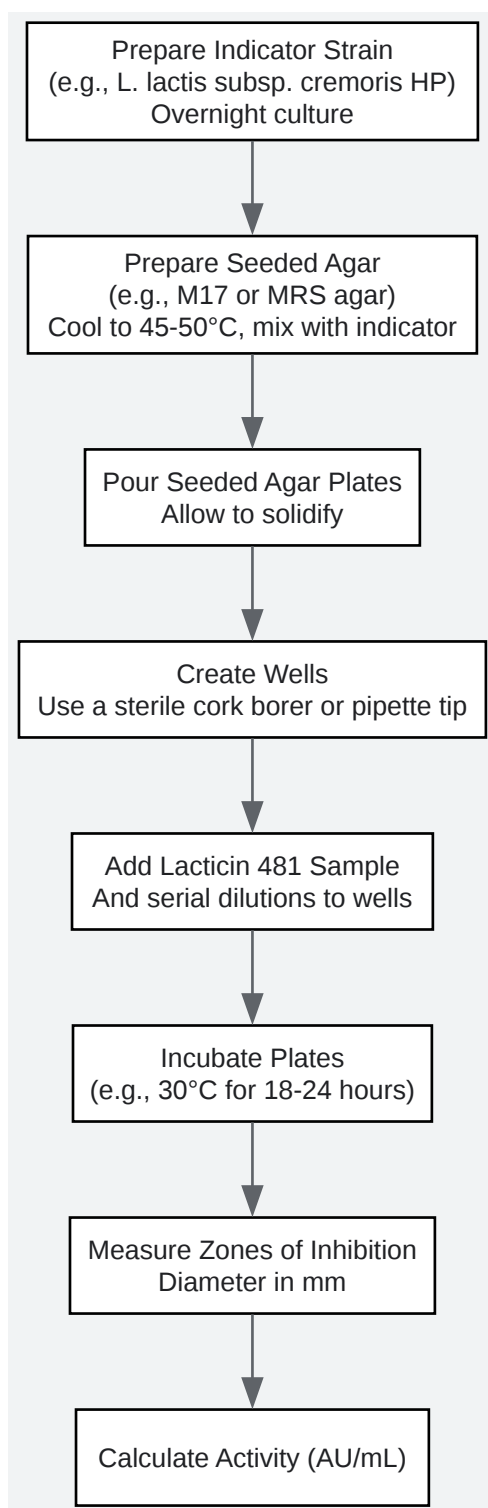 Prepare Indicator Strain
(e.g., L. lactis subsp. cremoris HP)
Overnight culture
Prepare Seeded Agar
(e.g., M17 or MRS agar)
Cool to 45-50°C, mix with indicator
Pour Seeded Agar Plates
Allow to solidify
Create Wells
Use a sterile cork borer or pipette tip
Add Lacticin 481 Sample
And serial dilutions to wells
Incubate Plates
(e.g., 30°C for 18-24 hours)
Measure Zones of Inhibition
Diameter in mm
Calculate Activity (AU/mL)